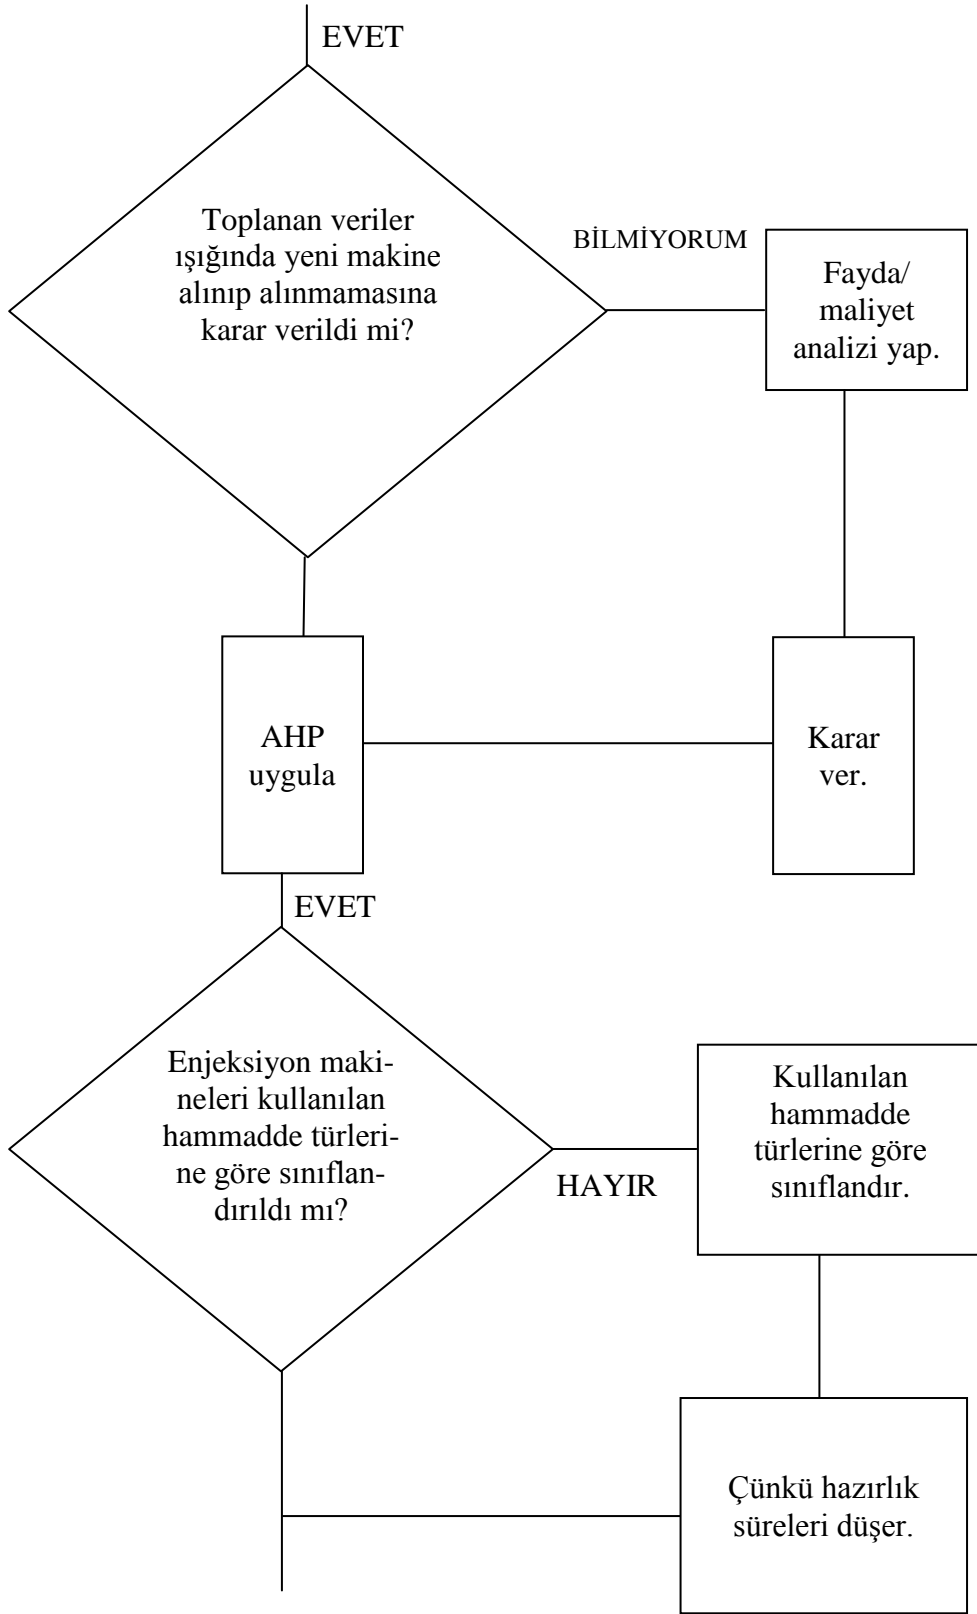 EVET
Toplanan veriler
ışığında yeni makine
alınıp alınmamasına
karar verildi mi?
BİLMİYORUM
Fayda/
maliyet
analizi yap.
AHP
uygula
Karar
ver.
EVET
Enjeksiyon maki-
neleri kullanılan
hammadde türleri-
ne göre sınıflan-
dırıldı mı?
HAYIR
Kullanılan
hammadde
türlerine göre
sınıflandır.
Çünkü hazırlık
süreleri düşer.